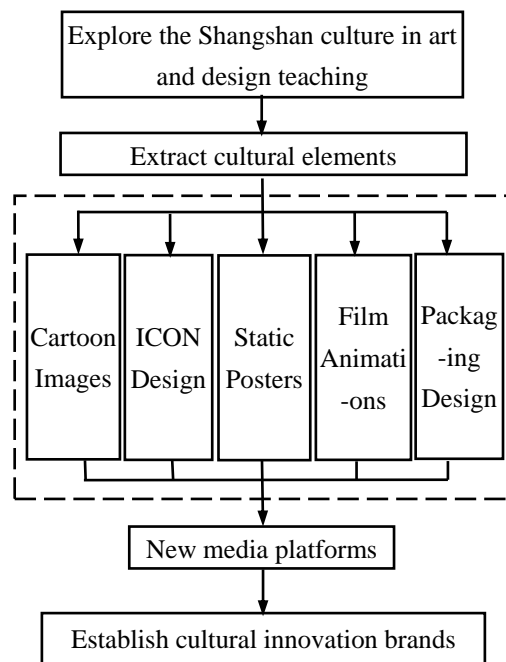 Explore the Shangshan culture in art
and design teaching
Extract cultural elements
Cartoon
Images
ICON
Design
Static
Posters
Film
Animati
-ons
Packag
-ing
Design
New media platforms
Establish cultural innovation brands